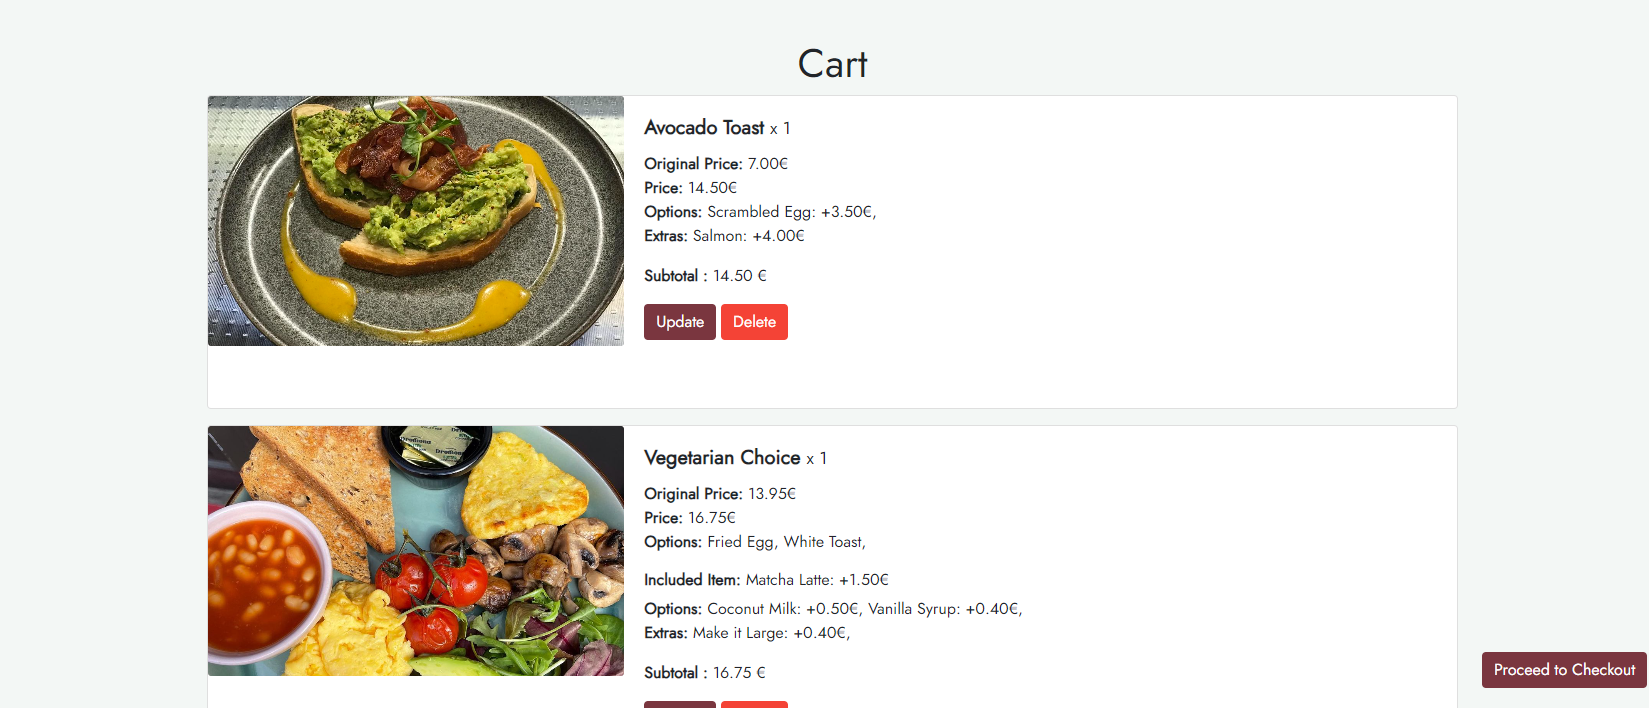 Cart
Avocado Toast x 1
Original Price: 7.00€
Price: 14.50€
Options: Scrambled Egg: +3.50€,
Extras: Salmon: +4.00€
Subtotal : 14.50 €
Update Delete
Vegetarian Choice x 1
Original Price: 13.95€
Price: 16.75€
Options: Fried Egg, White Toast,
Included Item: Matcha Latte: +1.50€
Options: Coconut Milk: +0.50€, Vanilla Syrup: +0.40€,
Extras: Make it Large: +0.40€,
Subtotal : 16.75 €
Proceed to Checkout